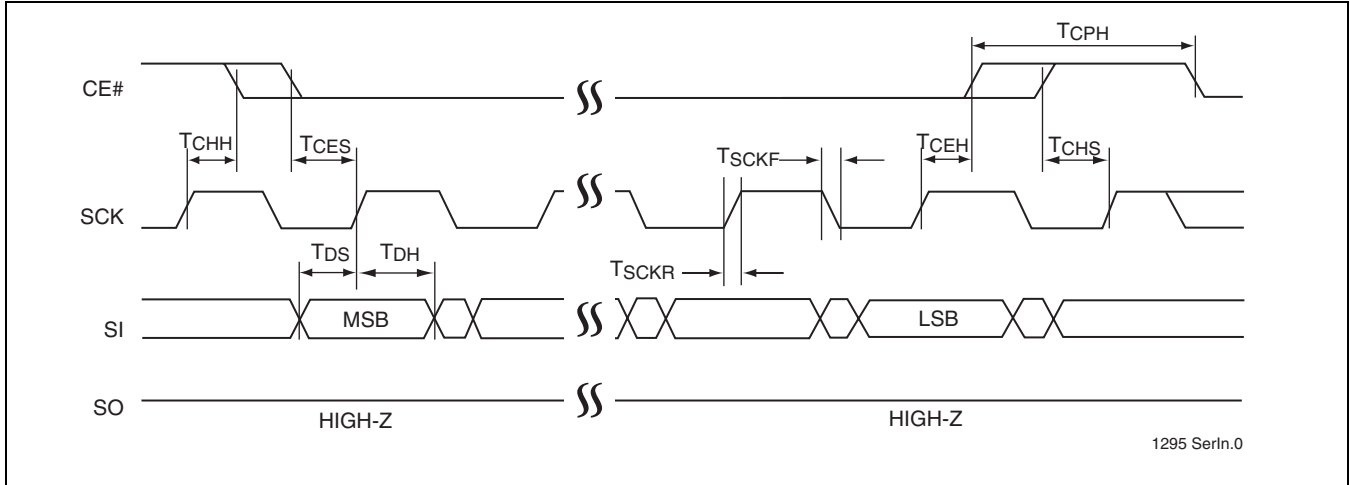 TCPH
CE#
TCHH
TCES
TSCKF
TCEH
TCHS
SCK
TDS
TDH
TSCKR
SI
MSB
LSB
SO
HIGH-Z
HIGH-Z
1295 SerIn.0